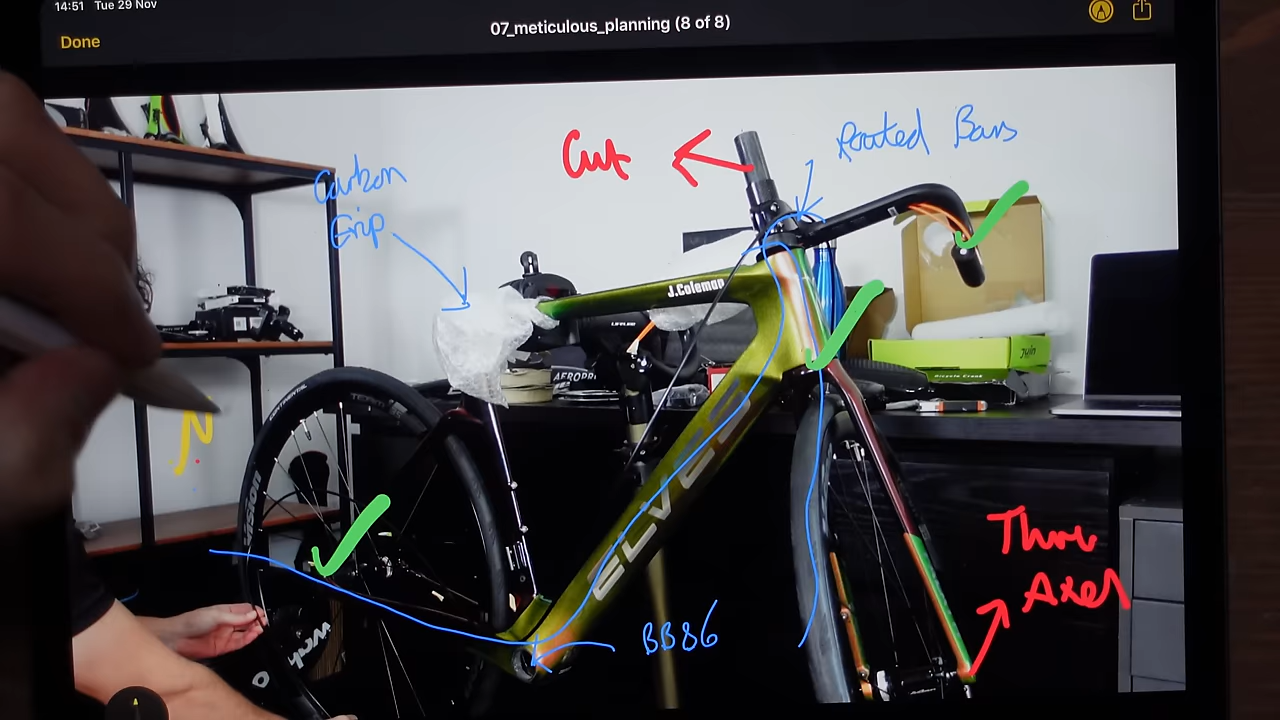 14:51 Tue 29 Nov
07_meticulous_planning (8 of 8)
Done
Cut
Routed Bars
Carbon
Grip
J.Coleman
AEROPR
ELVES
Thru
Axel
BB86
N